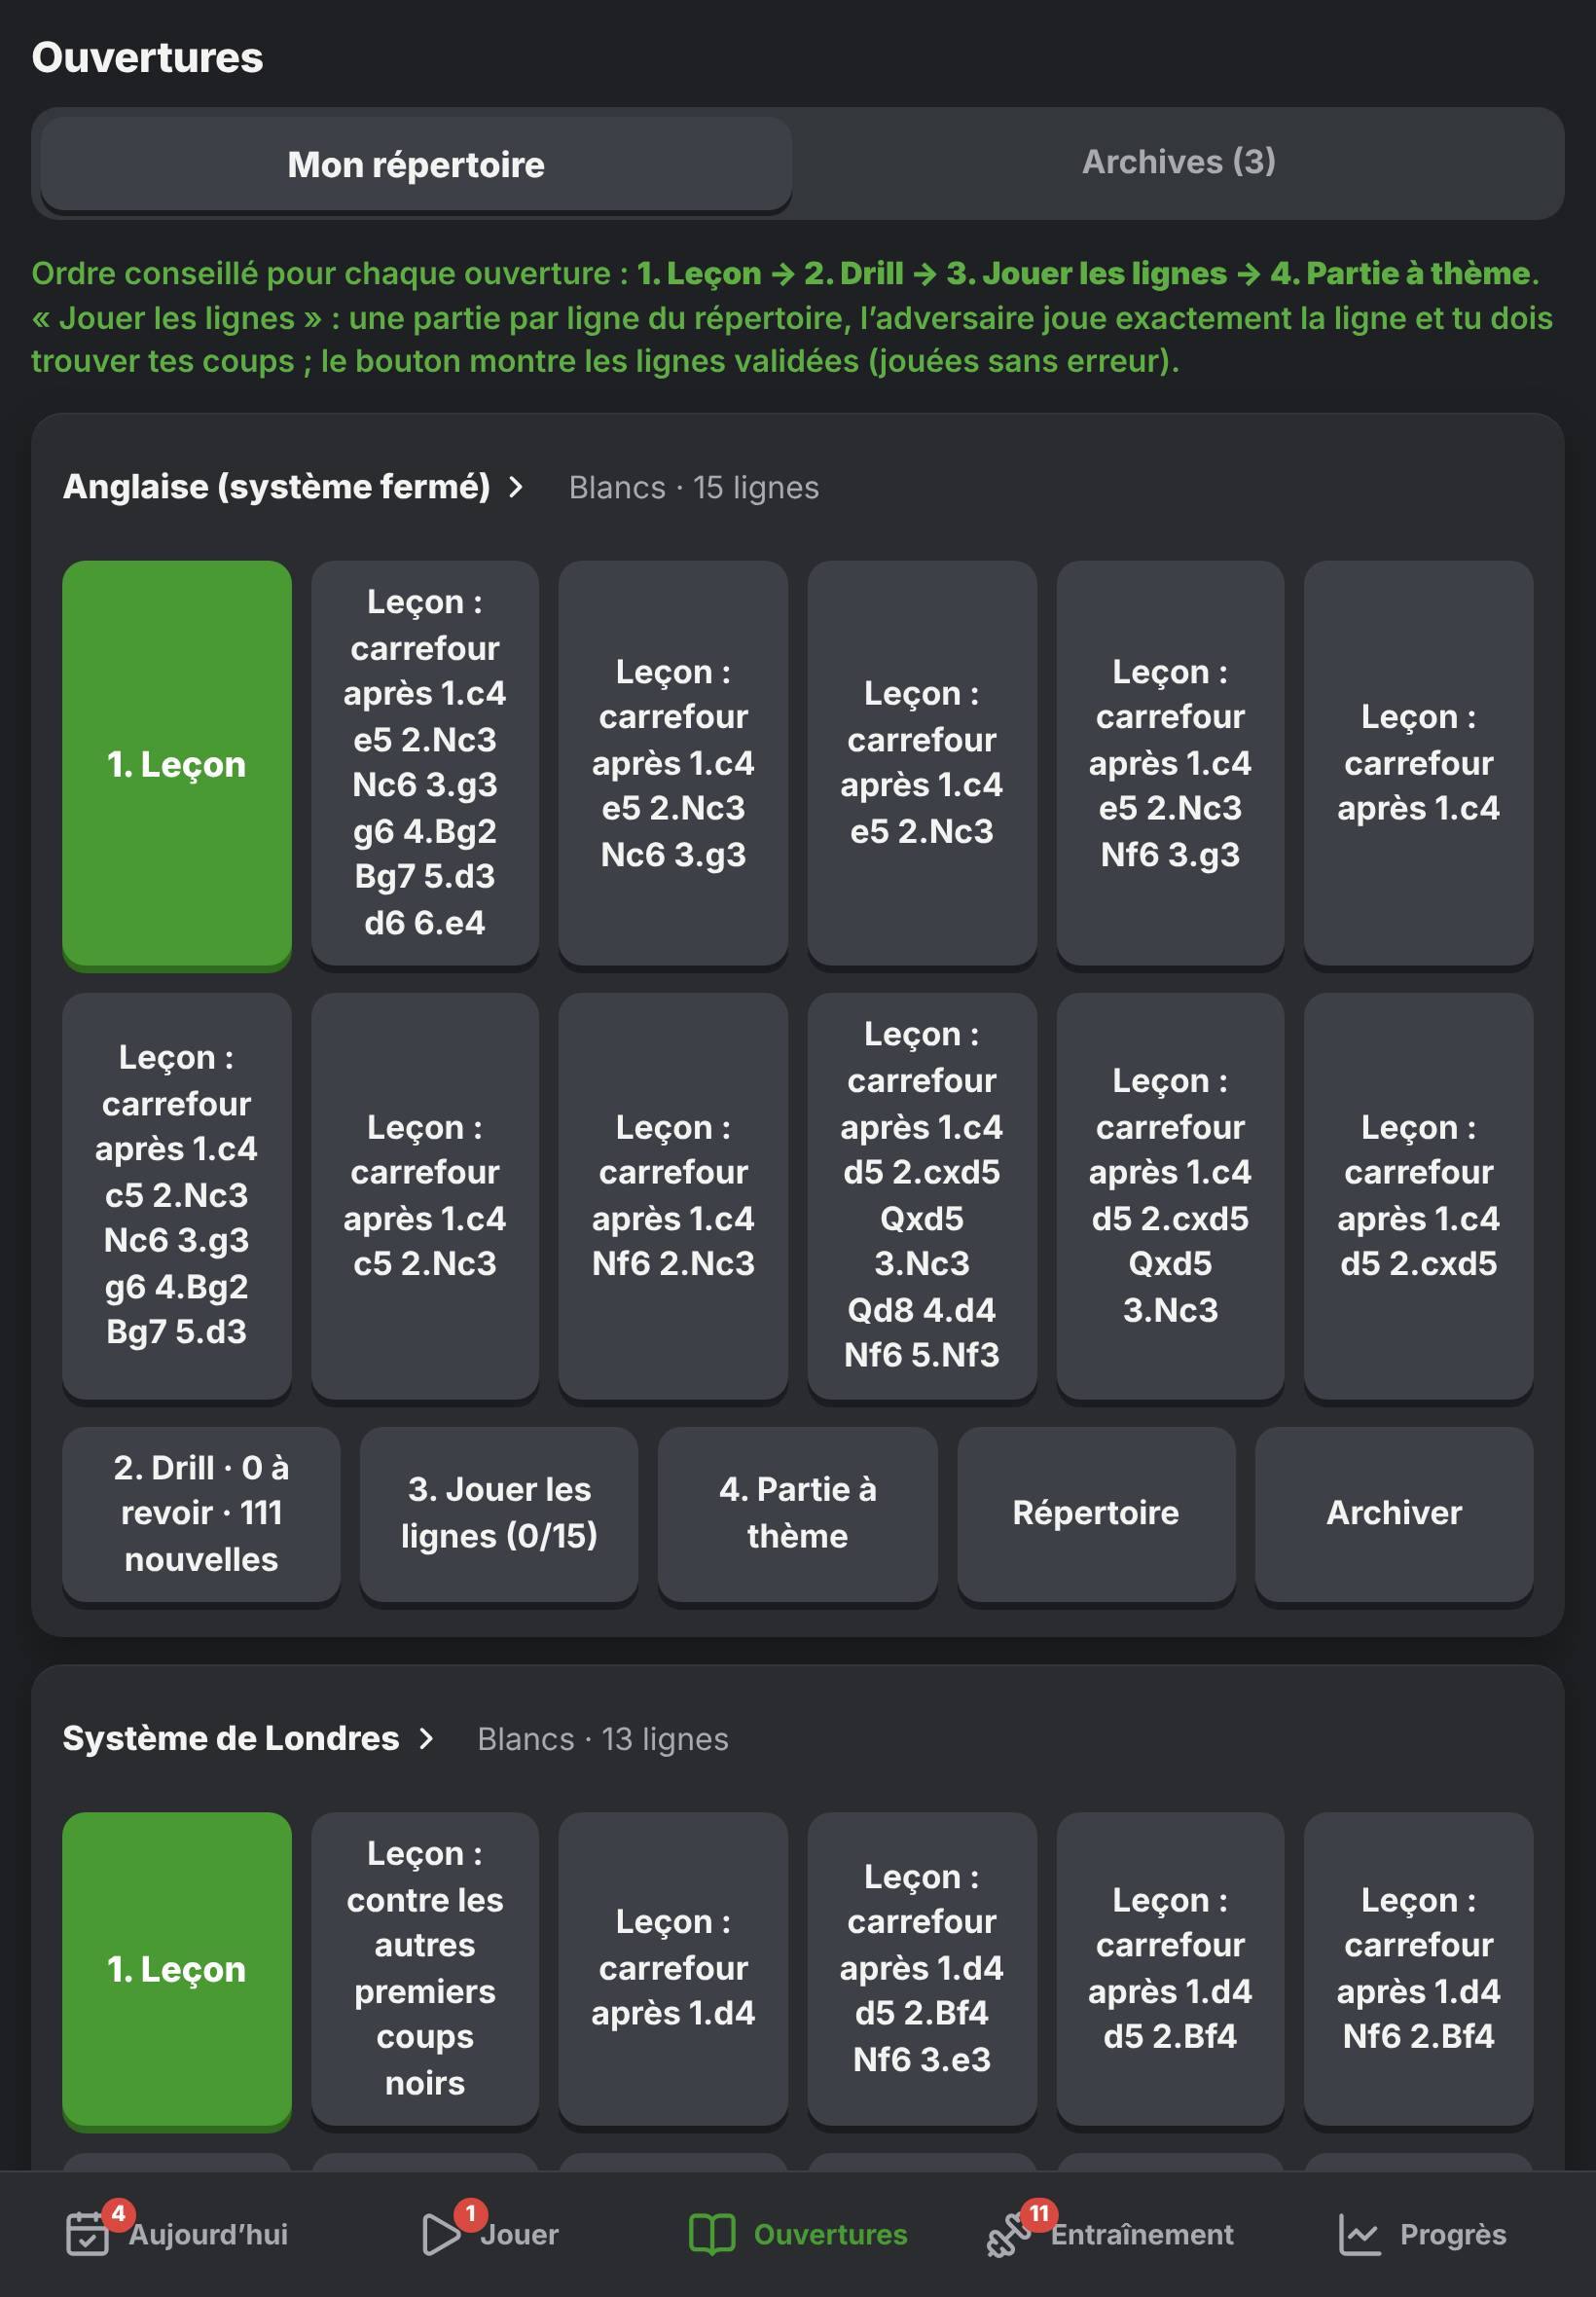 Ouvertures
Mon répertoire
Archives (3)
Ordre conseillé pour chaque ouverture : 1. Leçon → 2. Drill → 3. Jouer les lignes → 4. Partie à thème.
« Jouer les lignes » : une partie par ligne du répertoire, l’adversaire joue exactement la ligne et tu dois
trouver tes coups ; le bouton montre les lignes validées (jouées sans erreur).
Anglaise (système fermé) >
Blancs · 15 lignes
1. Leçon
Leçon :
carrefour
après 1.c4
e5 2.Nc3
Nc6 3.g3
g6 4.Bg2
Bg7 5.d3
d6 6.e4
Leçon :
carrefour
après 1.c4
e5 2.Nc3
Nc6 3.g3
Leçon :
carrefour
après 1.c4
e5 2.Nc3
Leçon :
carrefour
après 1.c4
e5 2.Nc3
Nf6 3.g3
Leçon :
carrefour
après 1.c4
Leçon :
carrefour
après 1.c4
c5 2.Nc3
Nc6 3.g3
g6 4.Bg2
Bg7 5.d3
Leçon :
carrefour
après 1.c4
c5 2.Nc3
Leçon :
carrefour
après 1.c4
Nf6 2.Nc3
Leçon :
carrefour
après 1.c4
d5 2.cxd5
Qxd5
3.Nc3
Qd8 4.d4
Nf6 5.Nf3
Leçon :
carrefour
après 1.c4
d5 2.cxd5
Qxd5
3.Nc3
Leçon :
carrefour
après 1.c4
d5 2.cxd5
2. Drill · 0 à
revoir · 111
nouvelles
3. Jouer les
lignes (0/15)
4. Partie à
thème
Répertoire
Archiver
Système de Londres >
Blancs · 13 lignes
1. Leçon
Leçon :
contre les
autres
premiers
coups
noirs
Leçon :
carrefour
après 1.d4
Leçon :
carrefour
après 1.d4
d5 2.Bf4
Nf6 3.e3
Leçon :
carrefour
après 1.d4
d5 2.Bf4
Leçon :
carrefour
après 1.d4
Nf6 2.Bf4
4
Aujourd’hui
1
Jouer
Ouvertures
11
Entraînement
Progrès